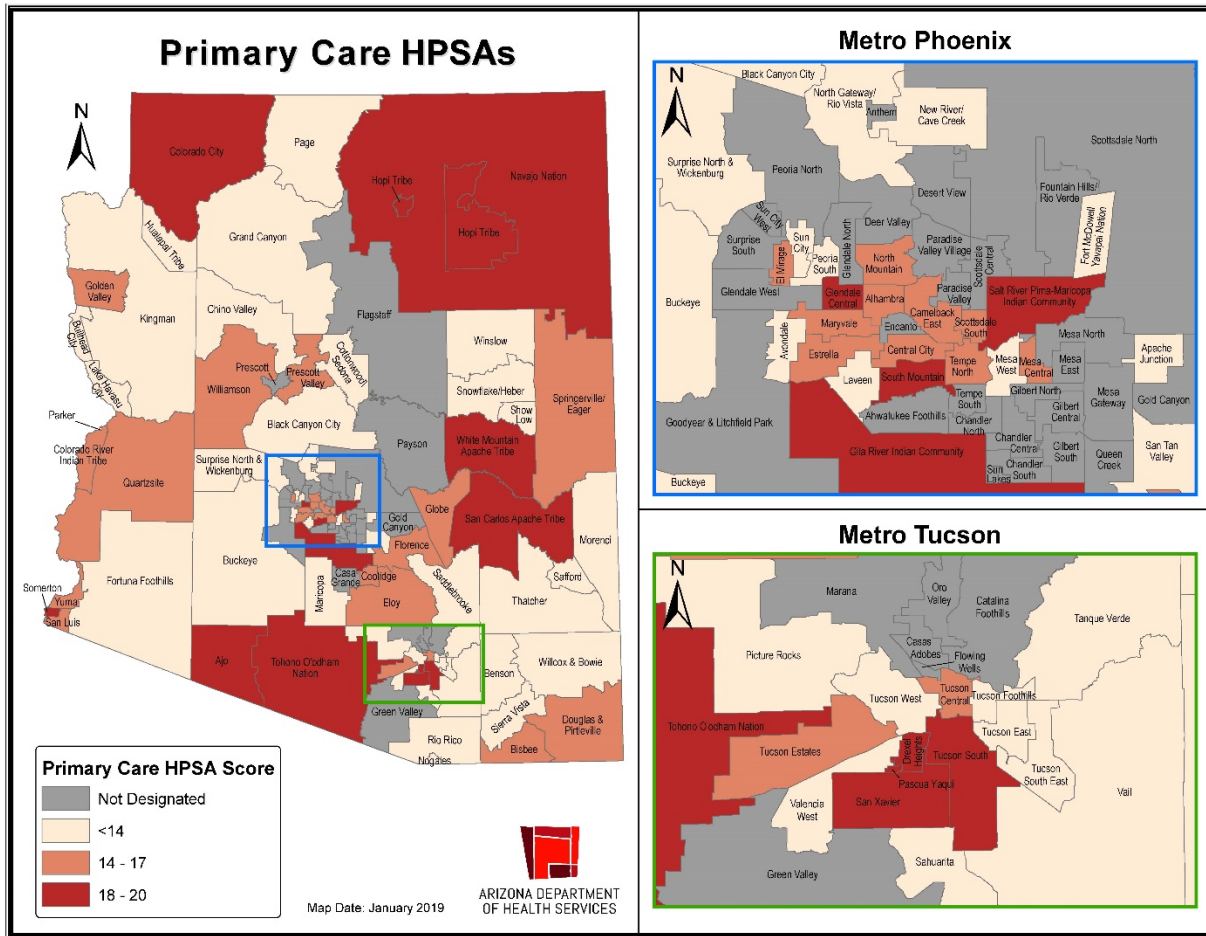 Primary Care HPSAs
N
Colorado City
Page
Hopi Tribe
Navajo Nation
Hopi Tribe
Hualapai Tribe
Grand Canyon
Golden
Valley
Kingman
Chino Valley
Flagstaff
Bullhead
City
Lake Havasu
City
Prescott
Williamson
Prescott
Valley
Cottonwood/
Sedona
Winslow
Snowflake/Heber
Show
Low
Springerville/
Eager
Parker
Colorado River
Indian Tribe
Quartzsite
Black Canyon City
Payson
White Mountain
Apache Tribe
Surprise North &
Wickenburg
Gold
Canyon
Globe
San Carlos Apache Tribe
Morenci
Buckeye
Florence
Fortuna Foothills
Maricopa
Casa
Grande
Coolidge
Saddlebrooke
Safford
Thatcher
Somerton
Yuma
San Luis
Eloy
Ajo
Tohono O'odham
Nation
Benson
Willcox & Bowie
Green Valley
Sierra Vista
Rio Rico
Nogales
Bisbee
Douglas &
Pirtleville
Primary Care HPSA Score
Not Designated
<14
14 - 17
18 - 20
Map Date: January 2019
ARIZONA DEPARTMENT
OF HEALTH SERVICES
Metro Phoenix
N
Black Canyon City
North Gateway/
Rio Vista
Anthem
New River/
Cave Creek
Scottsdale North
Surprise North &
Wickenburg
Peoria North
Desert View
Fountain Hills/
Rio Verde
Fort McDowell/
Yavapai Nation
Sun City
West
Surprise
South
El Mirage
Sun
City
Peoria
South
Glendale North
Deer Valley
North
Mountain
Paradise
Valley Village
Scottsdale
Central
Glendale West
Glendale
Central
Alhambra
Paradise
Valley
Camelback
East
Salt River Pima-Maricopa
Indian Community
Buckeye
Avondale
Maryvale
Encanto
Scottsdale
South
Estrella
Central City
Tempe
North
Mesa
West
Mesa
Central
Mesa North
Mesa
East
Apache
Junction
Laveen
South Mountain
Goodyear & Litchfield Park
Ahwatukee Foothills
Tempe
South
Gilbert North
Mesa
Gateway
Gold Canyon
Chandler
North
Gilbert
Central
Gila River Indian Community
Chandler
Central
Gilbert
South
Queen
Creek
San Tan
Valley
Sun
Lakes
Chandler
South
Buckeye
Metro Tucson
N
Marana
Oro
Valley
Catalina
Foothills
Tanque Verde
Casas
Adobes
Flowing
Wells
Picture Rocks
Tucson West
Tucson
Central
Tucson Foothills
Tohono O'odham Nation
Tucson Estates
Drexel
Heights
Tucson South
Tucson East
Tucson
South East
Pascua Yaqui
Valencia
West
San Xavier
Vail
Sahuarita
Green Valley